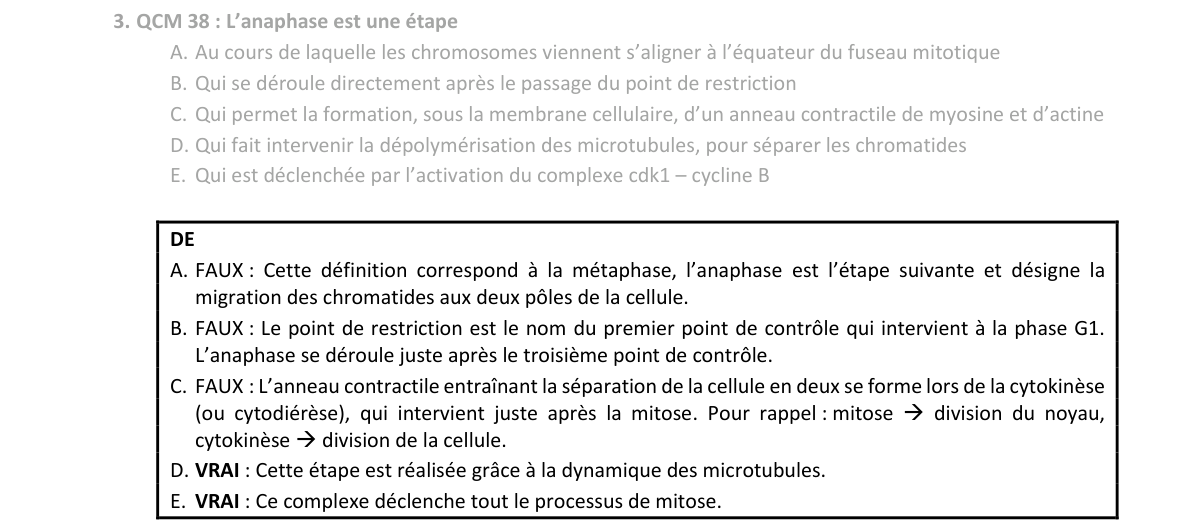 3. QCM 38 : L’anaphase est une étape
A. Au cours de laquelle les chromosomes viennent s’aligner à l’équateur du fuseau mitotique
B. Qui se déroule directement après le passage du point de restriction
C. Qui permet la formation, sous la membrane cellulaire, d’un anneau contractile de myosine et d’actine
D. Qui fait intervenir la dépolymérisation des microtubules, pour séparer les chromatides
E. Qui est déclenchée par l’activation du complexe cdk1 – cycline B
DE
A. FAUX : Cette définition correspond à la métaphase, l’anaphase est l’étape suivante et désigne la
migration des chromatides aux deux pôles de la cellule.
B. FAUX : Le point de restriction est le nom du premier point de contrôle qui intervient à la phase G1.
L’anaphase se déroule juste après le troisième point de contrôle.
C. FAUX : L’anneau contractile entraînant la séparation de la cellule en deux se forme lors de la cytokinèse
(ou cytodiérèse), qui intervient juste après la mitose. Pour rappel : mitose → division du noyau,
cytokinèse → division de la cellule.
D. VRAI : Cette étape est réalisée grâce à la dynamique des microtubules.
E. VRAI : Ce complexe déclenche tout le processus de mitose.